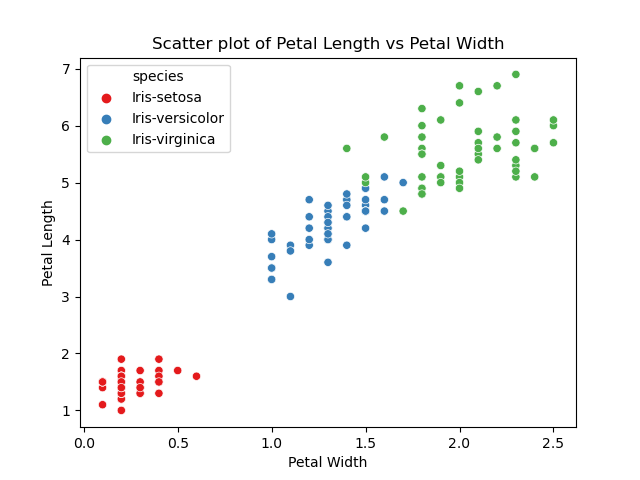 Scatter plot of Petal Length vs Petal Width
7
6
5
4
3
2
1
Petal Length
species
Iris-setosa
Iris-versicolor
Iris-virginica
0.0 0.5 1.0 1.5 2.0 2.5
Petal Width